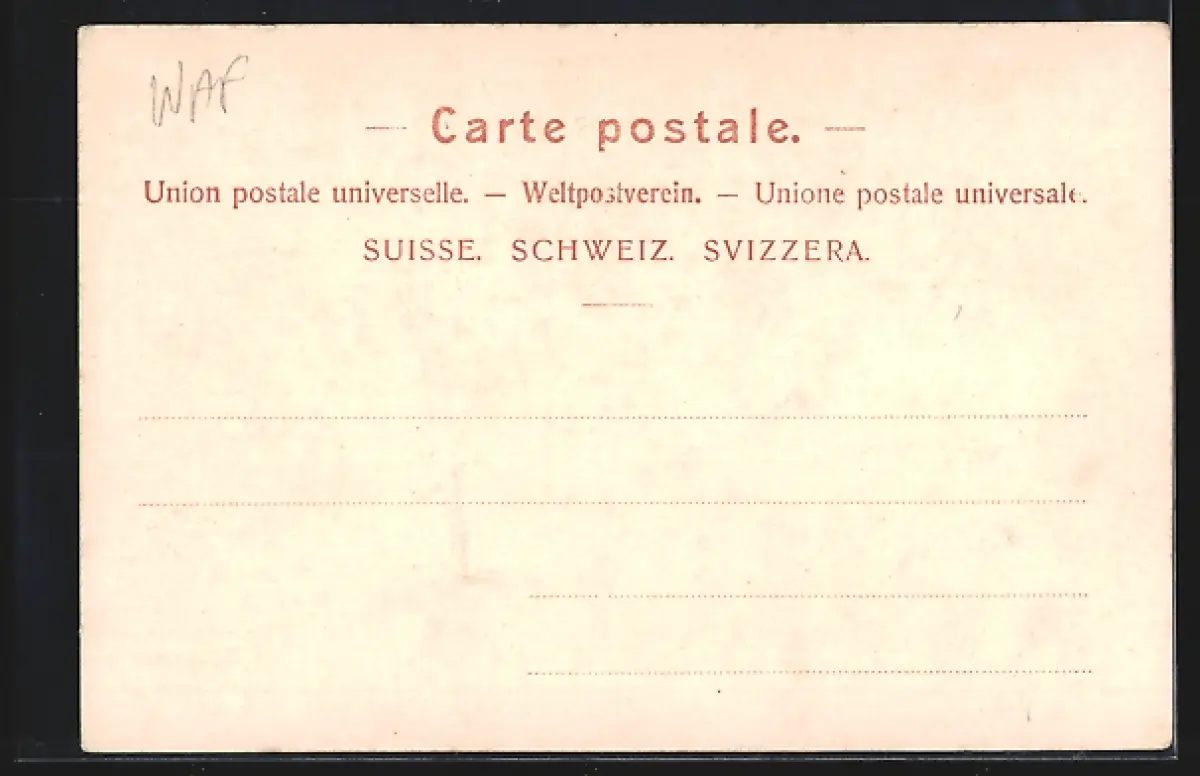 WAF
— Carte postale. —
Union postale universelle. — Weltpostverein. — Unione postale universale.
SUISSE. SCHWEIZ. SVIZZERA.